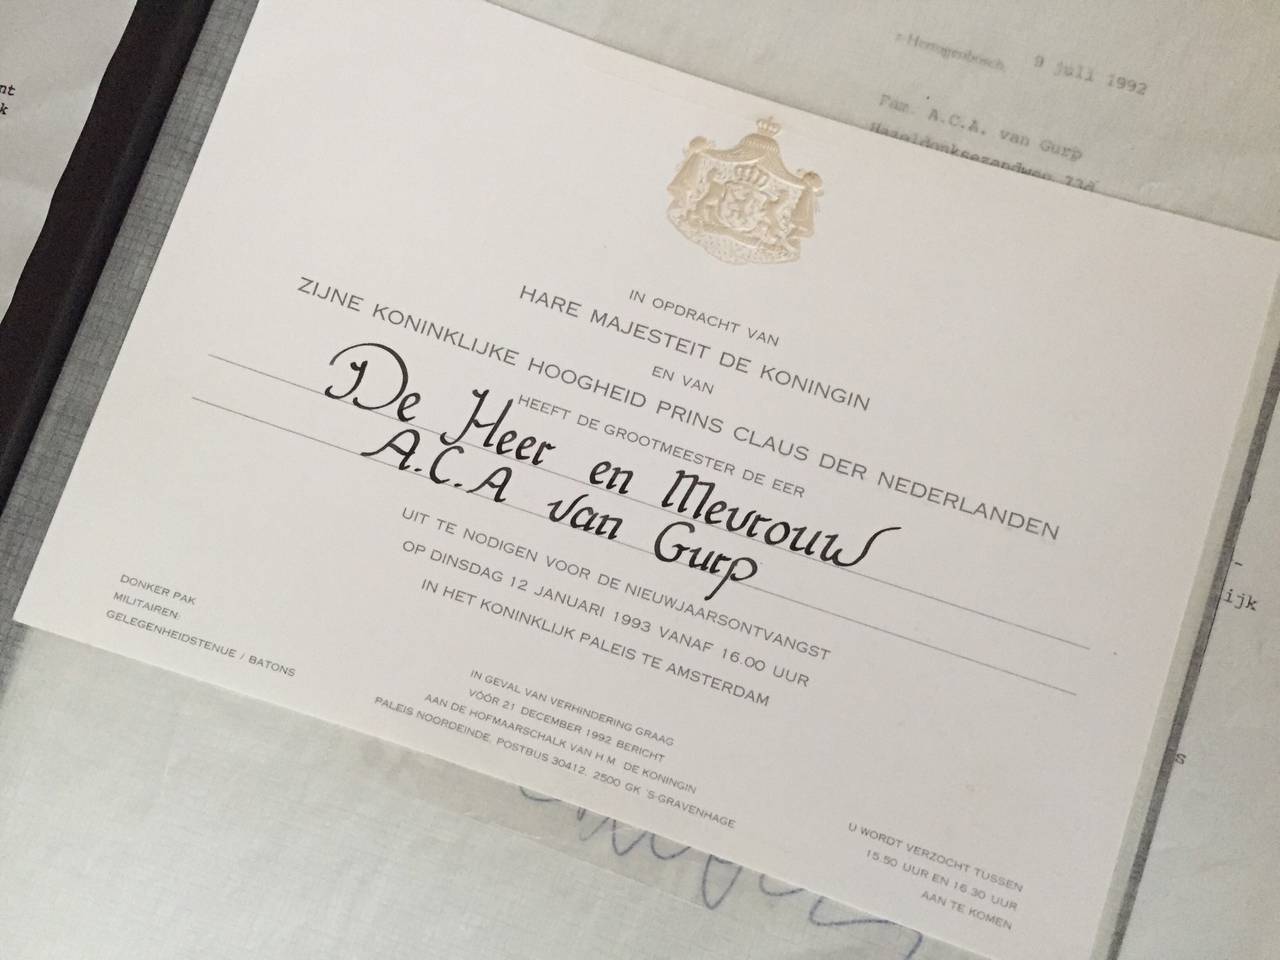 nt
k
's-Hertogenbosch 9 juli 1992
Fam. A.C.A. van Gurp
Hazeldonksezandweg 73d
IN OPDRACHT VAN
HARE MAJESTEIT DE KONINGIN
EN VAN
ZIJNE KONINKLIJKE HOOGHEID PRINS CLAUS DER NEDERLANDEN
HEEFT DE GROOTMEESTER DE EER
De Heer en Mevrouw
A.C.A van Gurp
UIT TE NODIGEN VOOR DE NIEUWJAARSONTVANGST
OP DINSDAG 12 JANUARI 1993 VANAF 16.00 UUR
IN HET KONINKLIJK PALEIS TE AMSTERDAM
DONKER PAK
MILITAIREN:
GELEGENHEIDSTENUE / BATONS
IN GEVAL VAN VERHINDERING GRAAG
VÓÓR 21 DECEMBER 1992 BERICHT
AAN DE HOFMAARSCHALK VAN H.M. DE KONINGIN
PALEIS NOORDEINDE, POSTBUS 30412, 2500 GK 'S-GRAVENHAGE
U WORDT VERZOCHT TUSSEN
15.50 UUR EN 16.30 UUR
AAN TE KOMEN
-
ijk
s